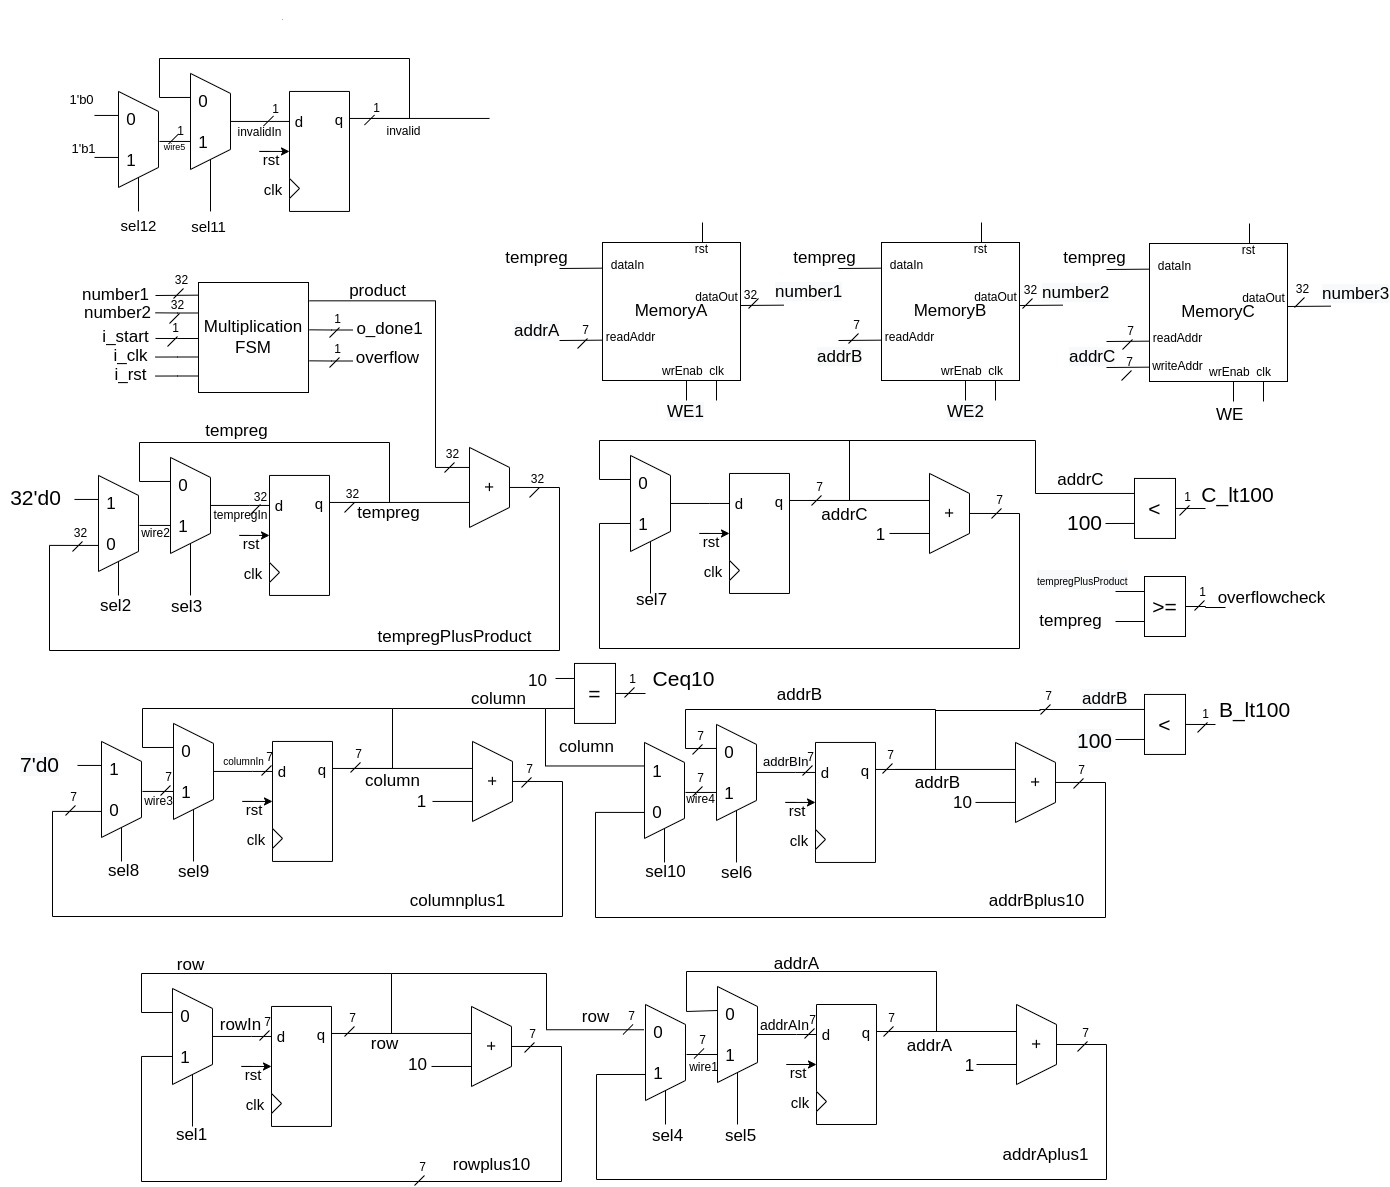 1'b0
0
1'b1
1
1
wire5
sel12
0
1
sel11
1
invalidIn
d
q
rst
clk
1
invalid
number1
32
number2
32
i_start
1
i_clk
i_rst
Multiplication
FSM
product
1
o_done1
1
overflow
tempreg
dataIn
rst
MemoryA
dataOut
32
number1
addrA
7
readAddr
wrEnab
clk
WE1
tempreg
dataIn
rst
MemoryB
dataOut
32
number2
7
addrB
readAddr
wrEnab
clk
WE2
tempreg
dataIn
rst
MemoryC
dataOut
32
number3
7
readAddr
addrC
7
writeAddr
wrEnab
clk
WE
tempreg
32'd0
1
32
0
wire2
sel2
0
1
sel3
32
tempregIn
d
q
rst
clk
32
tempreg
32
+
32
tempregPlusProduct
0
1
sel7
d
q
rst
clk
7
addrC
1
+
7
addrC
100
<
1
C_lt100
tempregPlusProduct
tempreg
>=
1
overflowcheck
10
=
1
Ceq10
column
7'd0
1
7
0
7
wire3
sel8
0
1
sel9
columnIn
7
d
q
rst
clk
7
column
1
+
7
columnplus1
column
1
0
7
7
wire4
sel10
0
1
sel6
addrB
addrBIn
7
d
q
rst
clk
7
addrB
10
+
7
addrBplus10
7
addrB
100
<
1
B_lt100
row
0
1
sel1
rowIn
7
d
q
rst
clk
7
row
10
+
7
7
rowplus10
row
7
0
1
7
wire1
sel4
0
1
sel5
addrA
addrAIn
7
d
q
rst
clk
7
addrA
1
+
7
addrAplus1